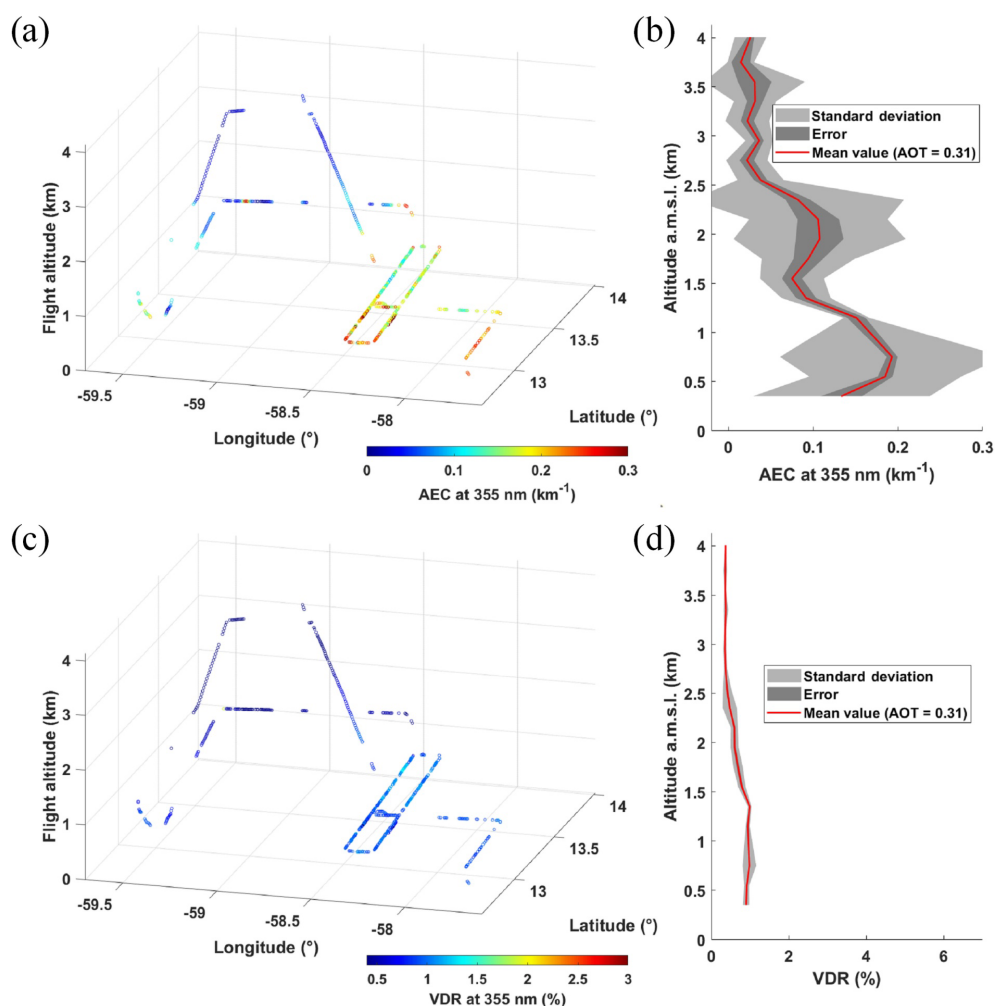 (a)
4
3
2
1
0
Flight altitude (km)
-59.5
-59
-58.5
-58
Longitude (°)
13
13.5
14
Latitude (°)
0
0.1
0.2
0.3
AEC at 355 nm (km-1)
(b)
4
3.5
3
2.5
2
1.5
1
0.5
0
Altitude a.m.s.l. (km)
Standard deviation
Error
Mean value (AOT = 0.31)
0
0.1
0.2
0.3
AEC at 355 nm (km-1)
(c)
4
3
2
1
0
Flight altitude (km)
-59.5
-59
-58.5
-58
Longitude (°)
13
13.5
14
Latitude (°)
0.5
1
1.5
2
2.5
3
VDR at 355 nm (%)
(d)
4
3.5
3
2.5
2
1.5
1
0.5
0
Altitude a.m.s.l. (km)
Standard deviation
Error
Mean value (AOT = 0.31)
0
2
4
6
VDR (%)